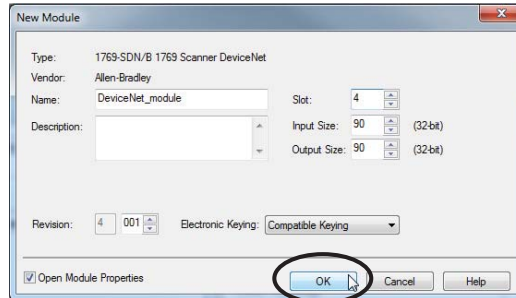 New Module
Type: 1769-SDN/B 1769 Scanner DeviceNet
Vendor: Allen-Bradley
Name: DeviceNet_module
Slot: 4
Description:
Input Size: 90 (32-bit)
Output Size: 90 (32-bit)
Revision: 4 001
Electronic Keying: Compatible Keying
Open Module Properties
OK
Cancel
Help